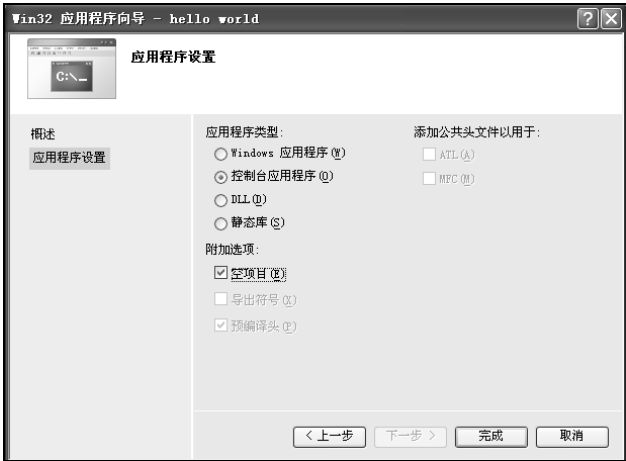 Win32 应用程序向导 - hello world
C:\_
应用程序设置
概述
应用程序设置
应用程序类型:
Windows 应用程序(W)
控制台应用程序(O)
DLL(D)
静态库(S)
附加选项:
空项目(E)
导出符号(X)
预编译头(P)
添加公共头文件以用于:
ATL(A)
MFC(M)
< 上一步
下一步 >
完成
取消